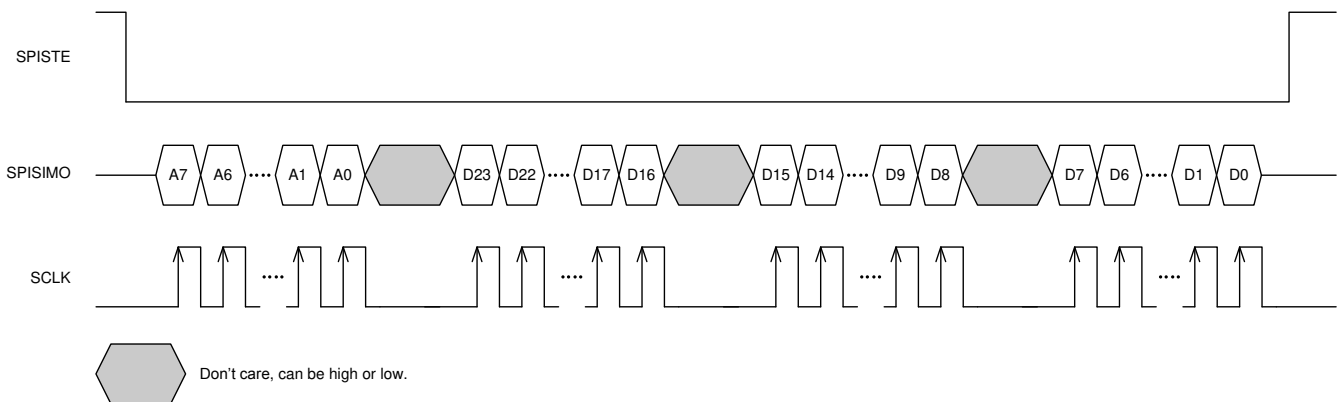 SPISTE
SPISIMO A7 A6 •••• A1 A0 D23 D22 •••• D17 D16 D15 D14 •••• D9 D8 D7 D6 •••• D1 D0
SCLK •••• •••• •••• ••••
Don't care, can be high or low.